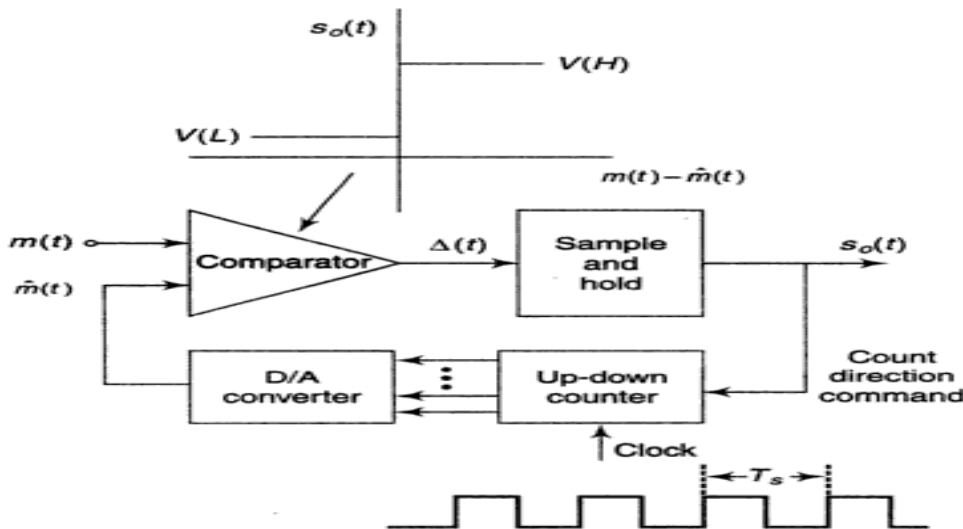 s_o(t)
V(H)
V(L)
m(t) – m̂(t)
m(t)
m̂(t)
Comparator
Δ(t)
Sample
and
hold
s_o(t)
D/A
converter
Up-down
counter
Count
direction
command
Clock
T_s